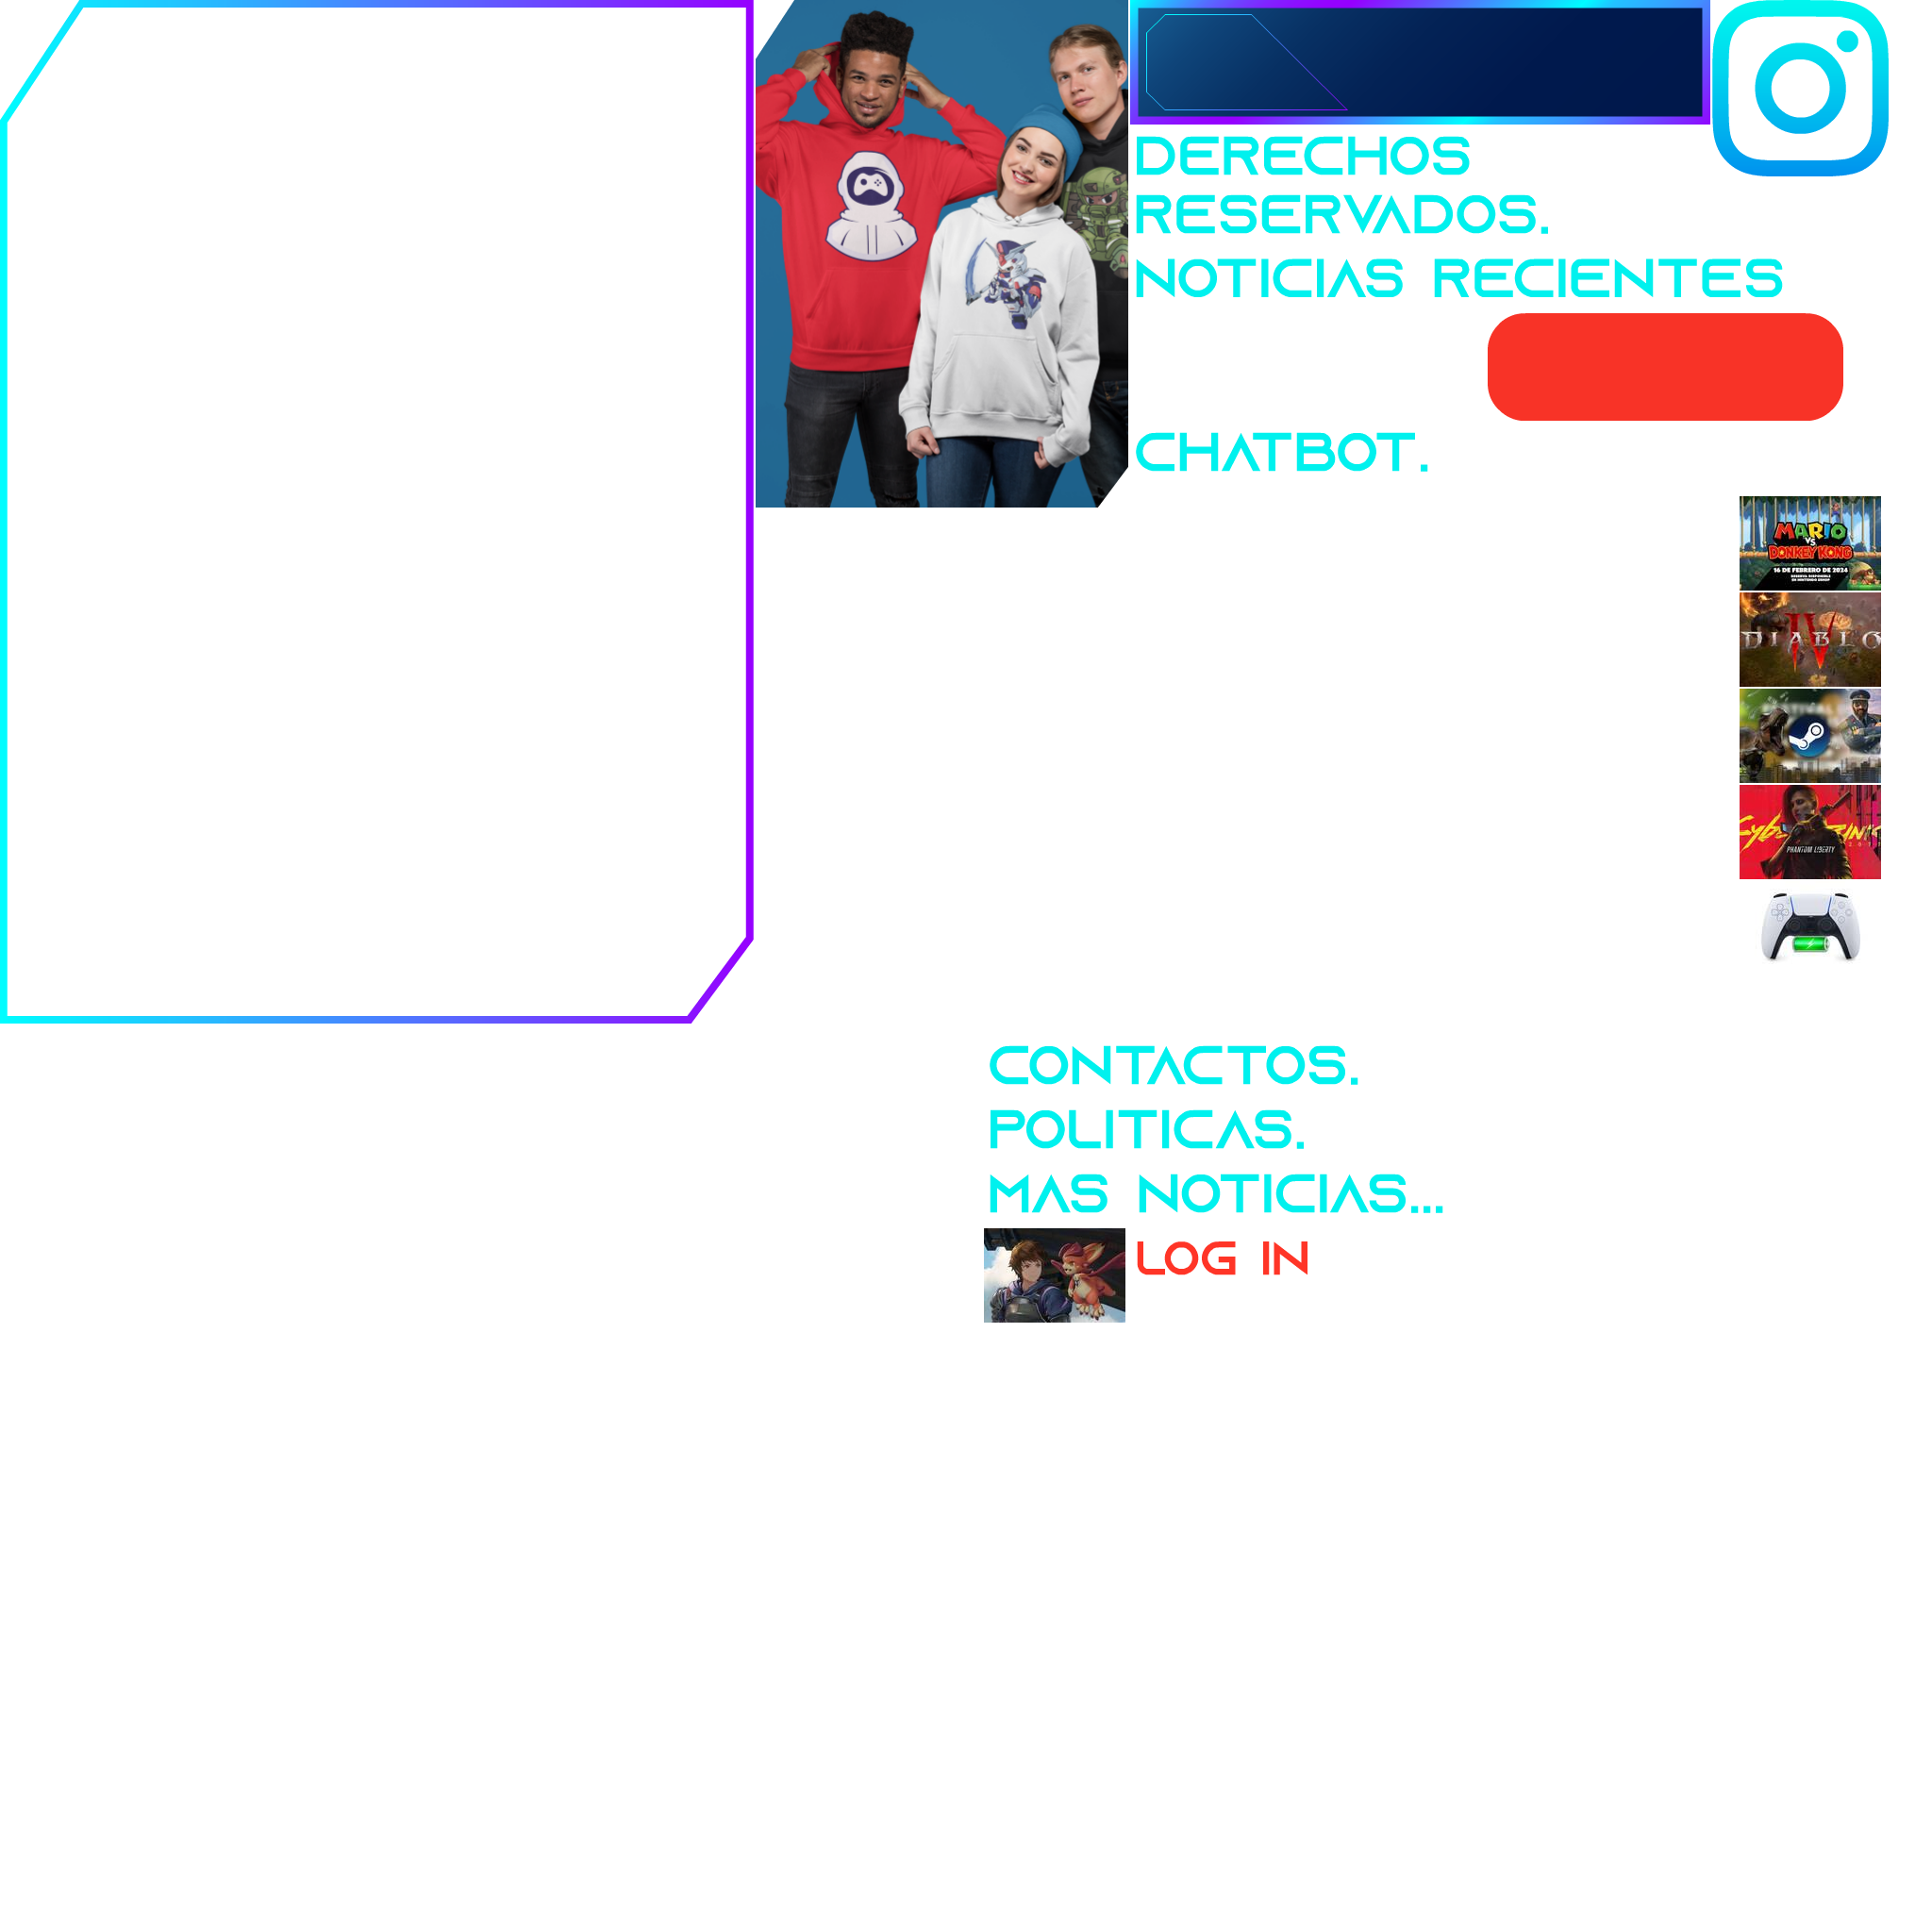 DERECHOS
RESERVADOS.
NOTICIAS RECIENTES
CHATBOT.
MARIO
VS
DONKEY KONG
16 DE FEBRERO DE 2024
DIABLO
IV
PHANTOM LIBERTY
CONTACTOS.
POLITICAS.
MAS NOTICIAS...
LOG IN